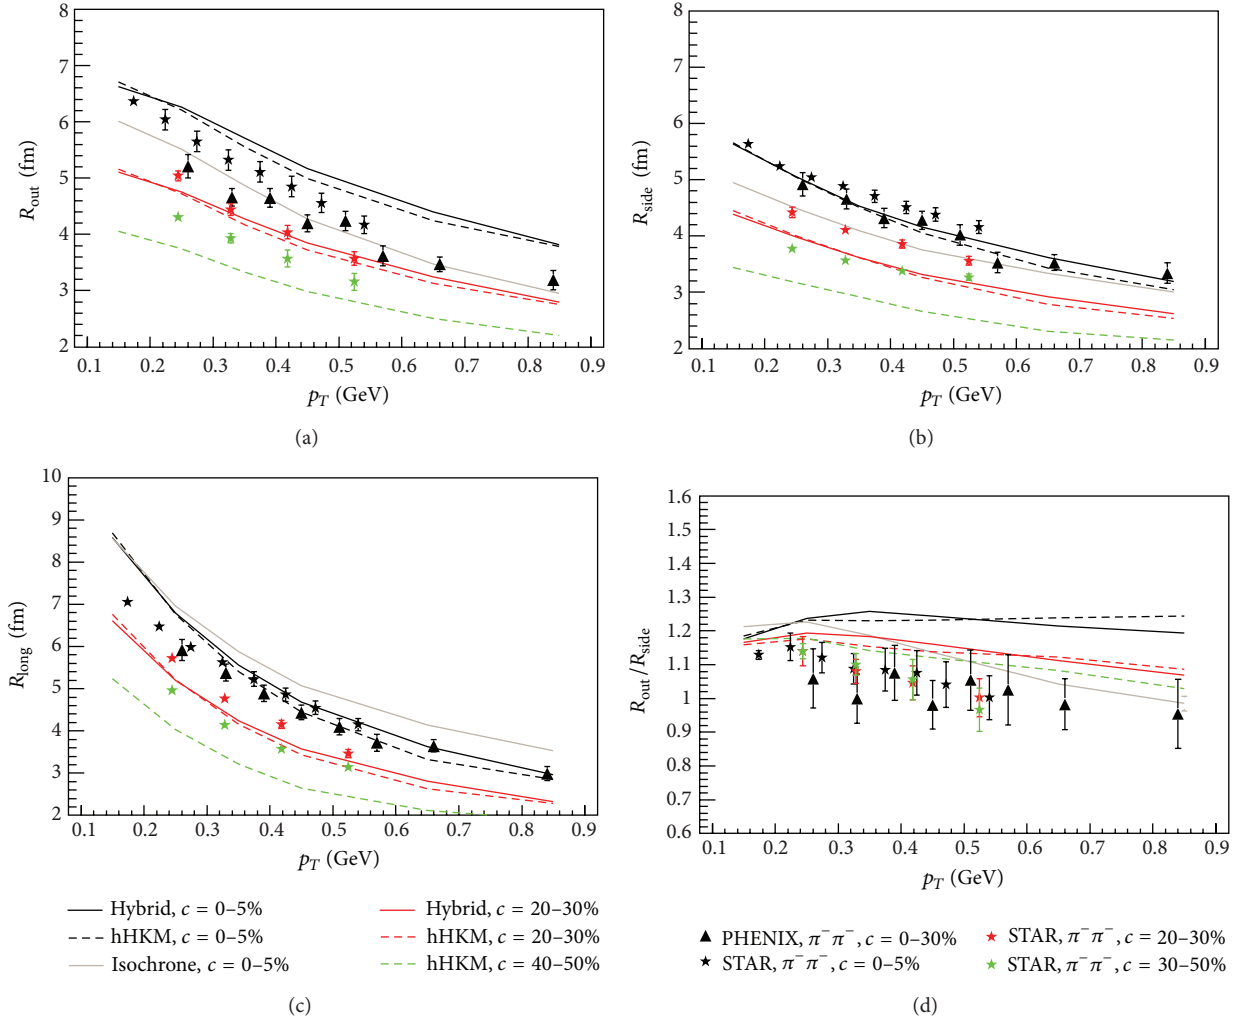 8
7
6
5
4
3
2
R_out (fm)
0.1 0.2 0.3 0.4 0.5 0.6 0.7 0.8 0.9
p_T (GeV)
(a)
8
7
6
5
4
3
2
R_side (fm)
0.1 0.2 0.3 0.4 0.5 0.6 0.7 0.8 0.9
p_T (GeV)
(b)
10
9
8
7
6
5
4
3
2
R_long (fm)
0.1 0.2 0.3 0.4 0.5 0.6 0.7 0.8 0.9
p_T (GeV)
Hybrid, c = 0–5%
hHKM, c = 0–5%
Isochrone, c = 0–5%
Hybrid, c = 20–30%
hHKM, c = 20–30%
hHKM, c = 40–50%
(c)
1.6
1.5
1.4
1.3
1.2
1.1
1.0
0.9
0.8
0.7
0.6
R_out/R_side
0.1 0.2 0.3 0.4 0.5 0.6 0.7 0.8 0.9
p_T (GeV)
PHENIX, π⁻π⁻, c = 0–30%
STAR, π⁻π⁻, c = 0–5%
STAR, π⁻π⁻, c = 20–30%
STAR, π⁻π⁻, c = 30–50%
(d)